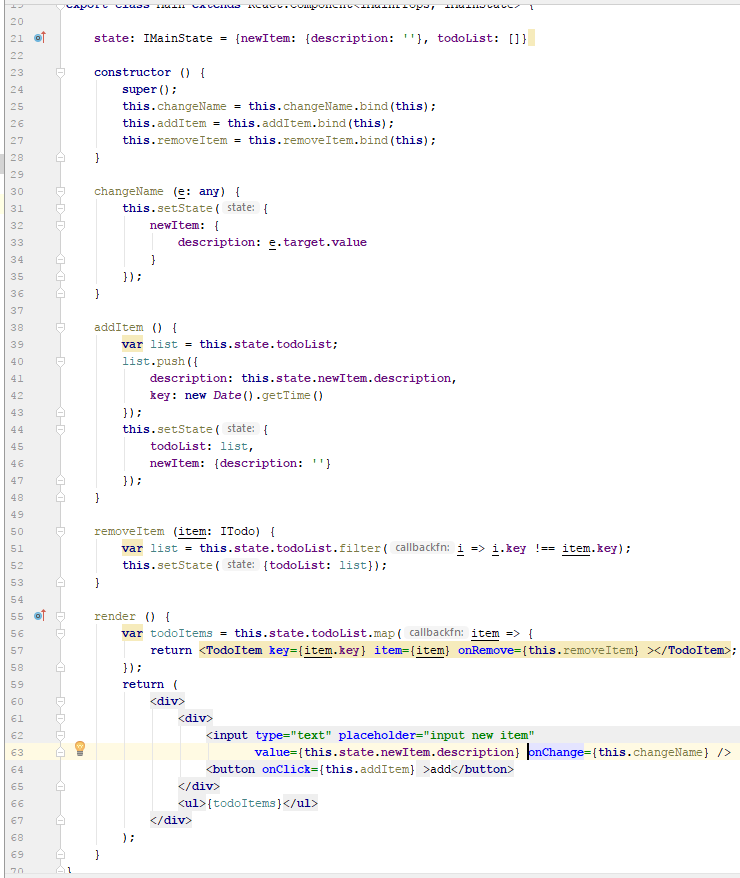 19 export class Main extends React.Component<IMainProps, IMainState> {
20
21     state: IMainState = {newItem: {description: ''}, todoList: []}
22
23     constructor () {
24         super();
25         this.changeName = this.changeName.bind(this);
26         this.addItem = this.addItem.bind(this);
27         this.removeItem = this.removeItem.bind(this);
28     }
29
30     changeName (e: any) {
31         this.setState( state: {
32             newItem: {
33                 description: e.target.value
34             }
35         });
36     }
37
38     addItem () {
39         var list = this.state.todoList;
40         list.push({
41             description: this.state.newItem.description,
42             key: new Date().getTime()
43         });
44         this.setState( state: {
45             todoList: list,
46             newItem: {description: ''}
47         });
48     }
49
50     removeItem (item: ITodo) {
51         var list = this.state.todoList.filter( callbackfn: i => i.key !== item.key);
52         this.setState( state: {todoList: list});
53     }
54
55     render () {
56         var todoItems = this.state.todoList.map( callbackfn: item => {
57             return <TodoItem key={item.key} item={item} onRemove={this.removeItem} ></TodoItem>;
58         });
59         return (
60             <div>
61                 <div>
62                     <input type="text" placeholder="input new item"
63                            value={this.state.newItem.description} onChange={this.changeName} />
64                     <button onClick={this.addItem} >add</button>
65                 </div>
66                 <ul>{todoItems}</ul>
67             </div>
68         );
69     }
70 }